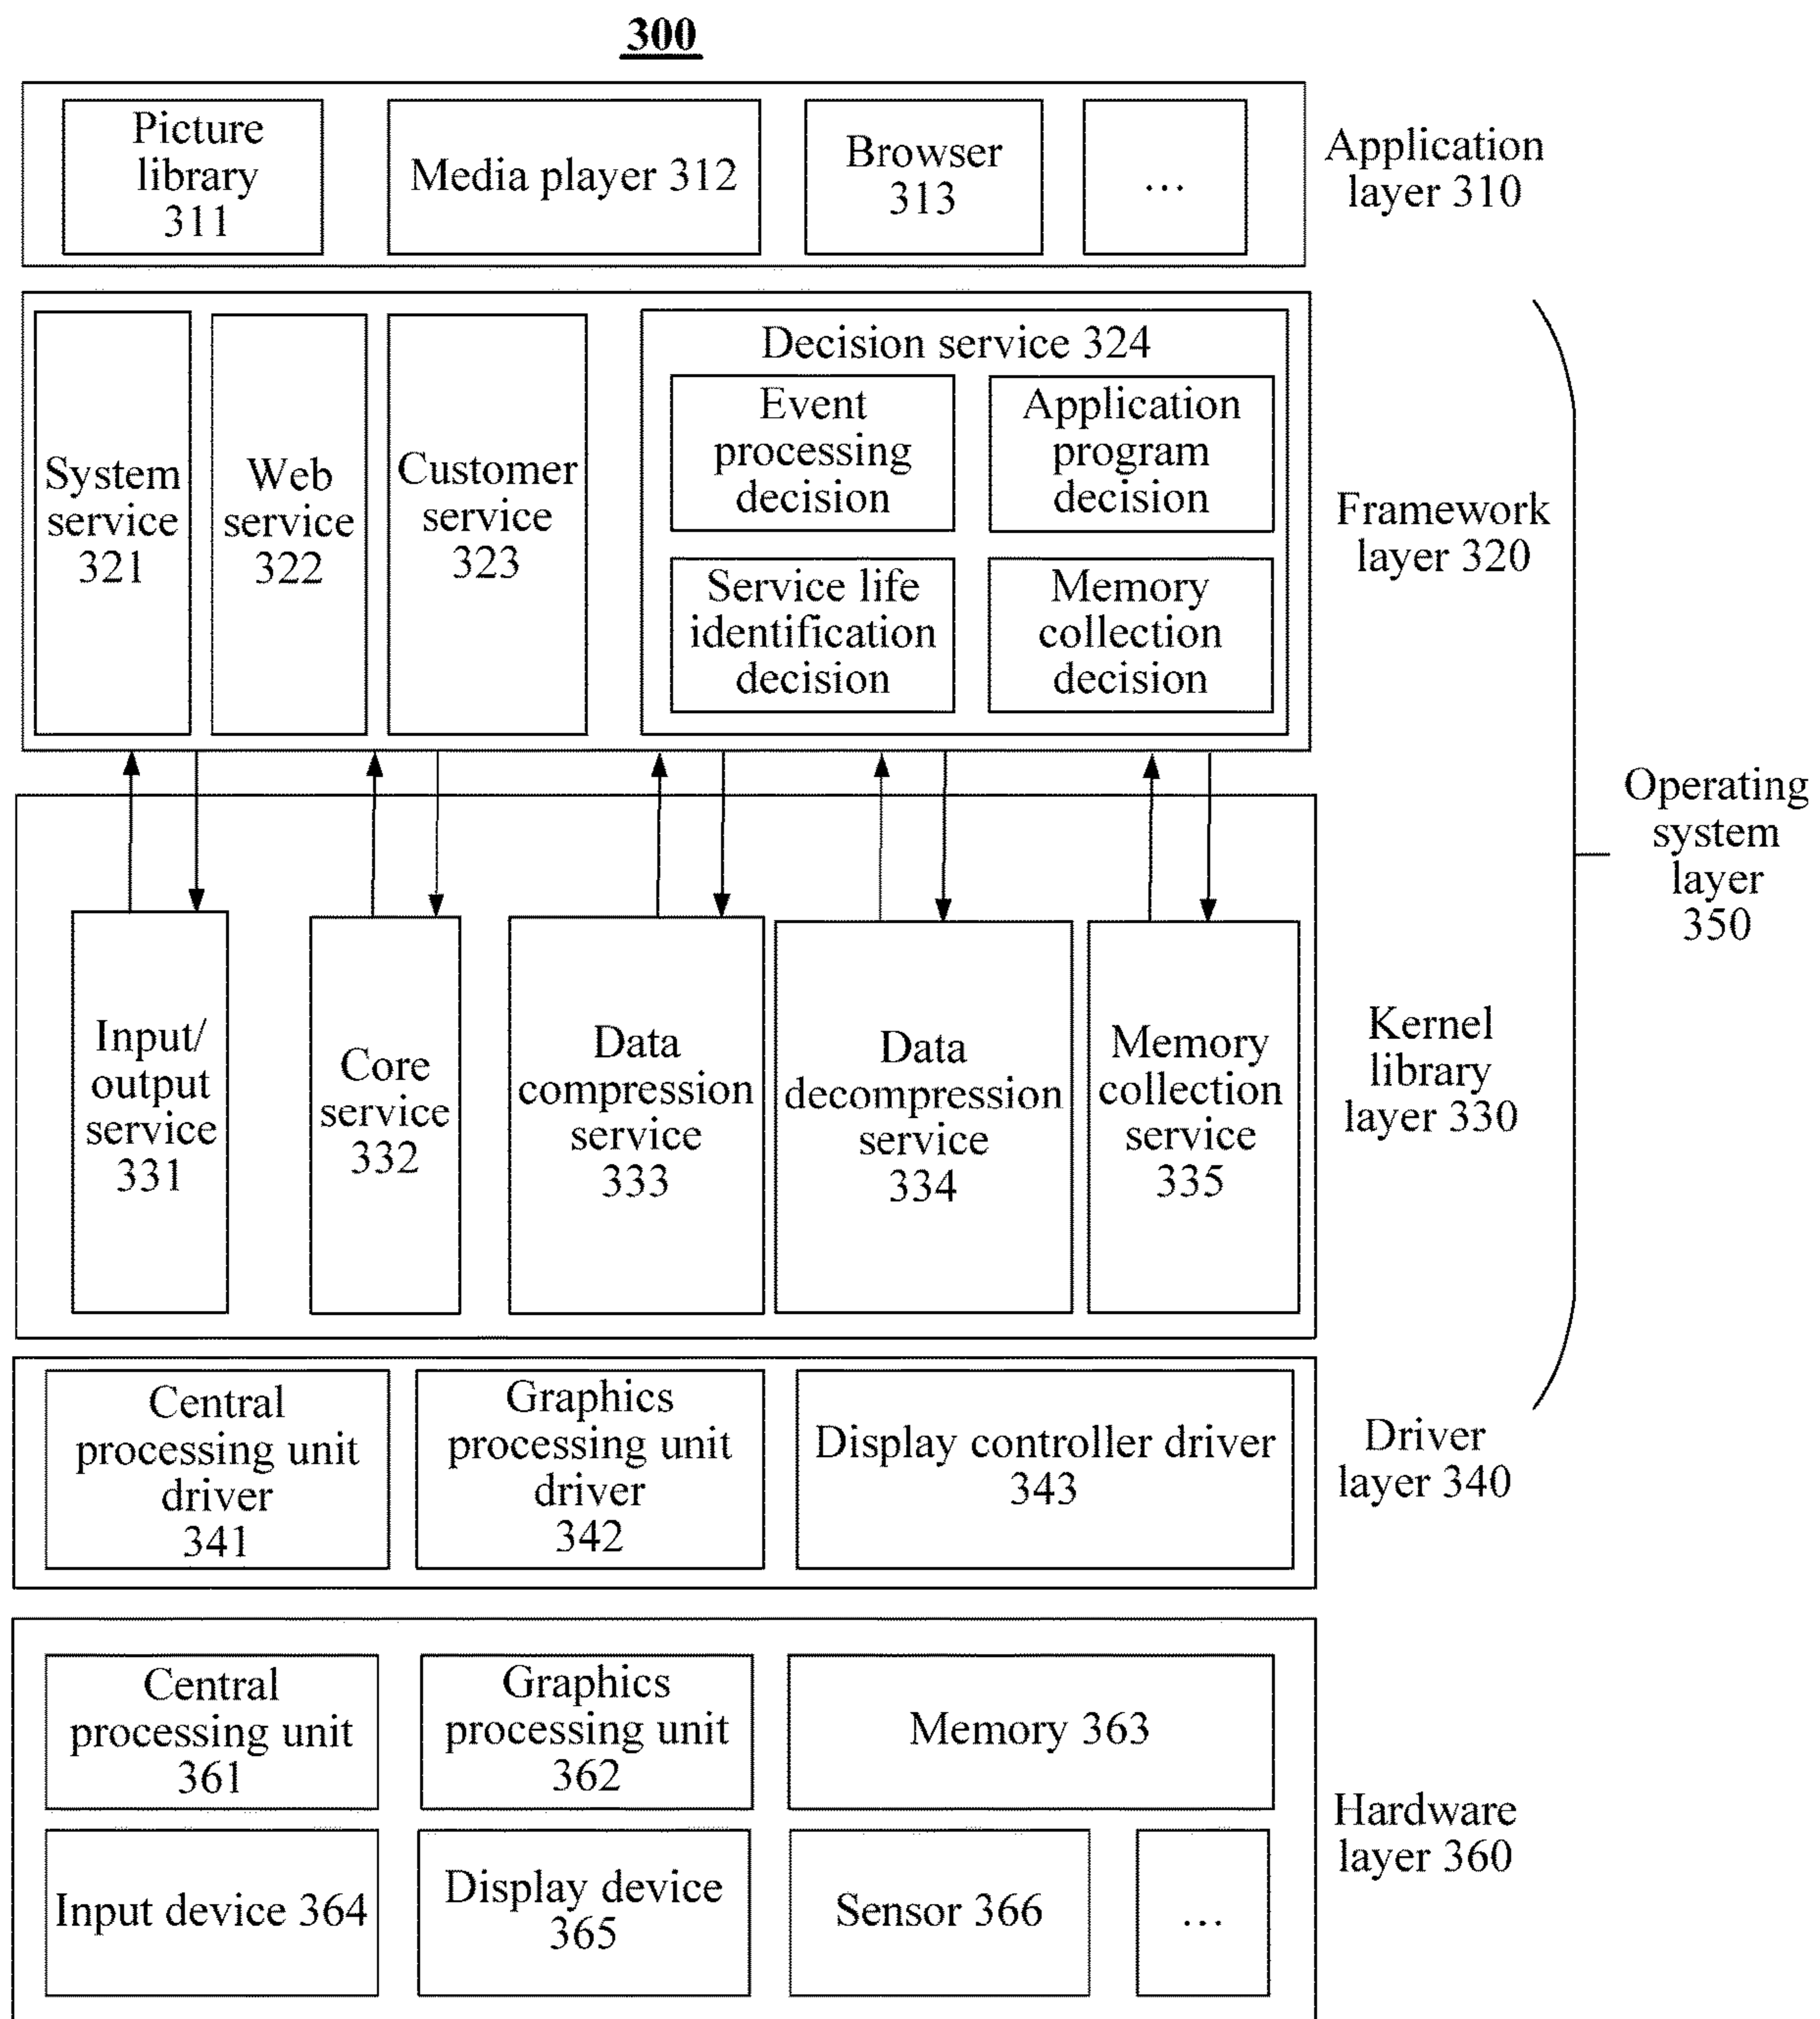 300
Picture
library
311
Media player 312
Browser
313
...
Application
layer 310
System
service
321
Web
service
322
Customer
service
323
Decision service 324
Event
processing
decision
Application
program
decision
Service life
identification
decision
Memory
collection
decision
Framework
layer 320
Operating
system
layer
350
Input/
output
service
331
Core
service
332
Data
compression
service
333
Data
decompression
service
334
Memory
collection
service
335
Kernel
library
layer 330
Central
processing unit
driver
341
Graphics
processing unit
driver
342
Display controller driver
343
Driver
layer 340
Central
processing unit
361
Graphics
processing unit
362
Memory 363
Input device 364
Display device
365
Sensor 366
...
Hardware
layer 360